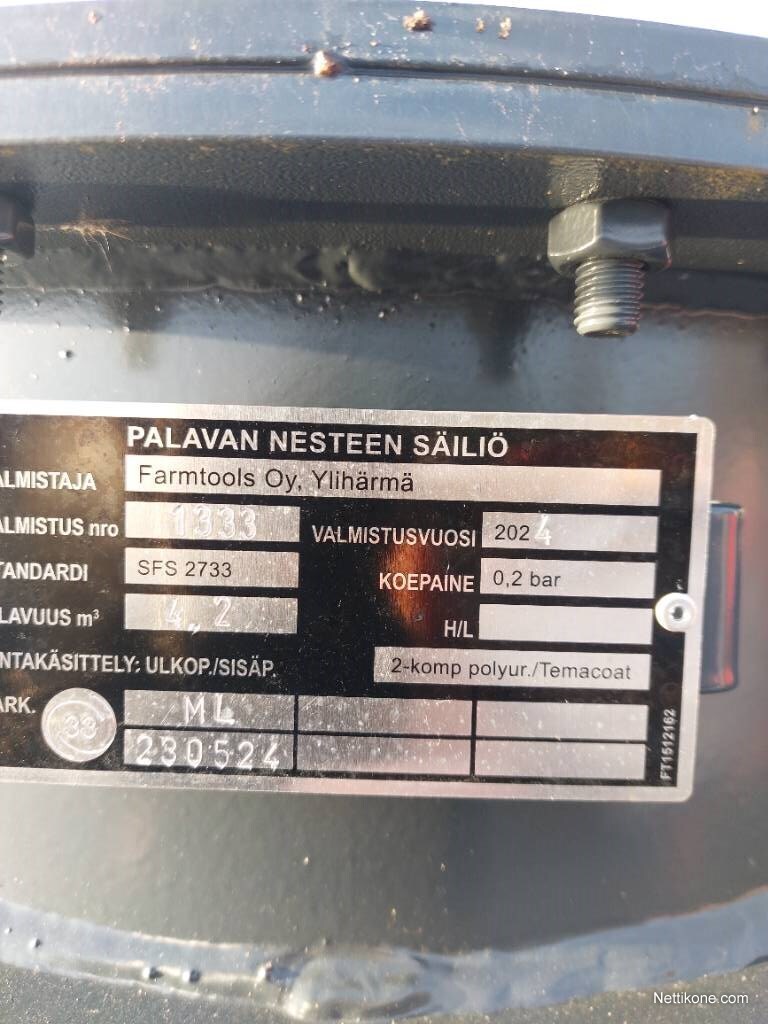 PALAVAN NESTEEN SÄILIÖ
ALMISTAJA Farmtools Oy, Ylihärmä
ALMISTUS nro 1333 VALMISTUSVUOSI 2024
TANDARDI SFS 2733 KOEPAINE 0,2 bar
LAVUUS m³ 4,2 H/L
NTAKÄSITTELY: ULKOP./SISÄP. 2-komp polyur./Temacoat
ARK. 33 ML
230524
FT1512162
Nettikone.com